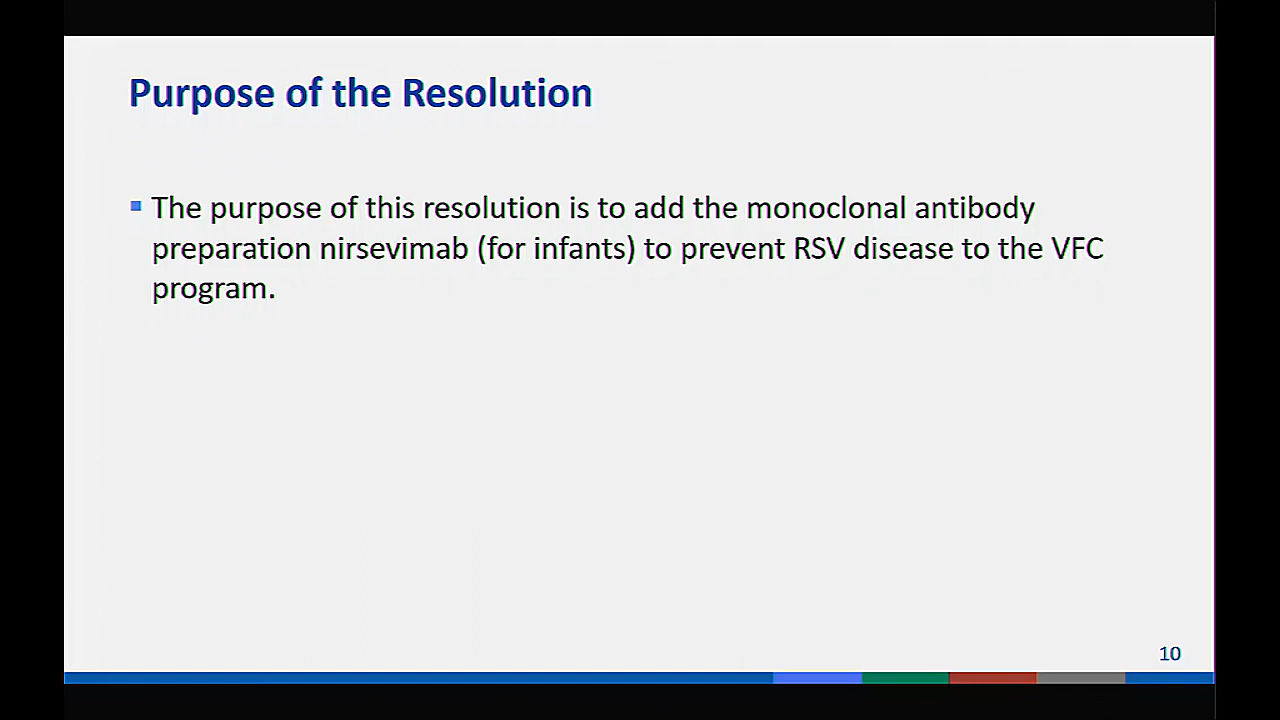 Purpose of the Resolution
The purpose of this resolution is to add the monoclonal antibody
preparation nirsevimab (for infants) to prevent RSV disease to the VFC
program.
10